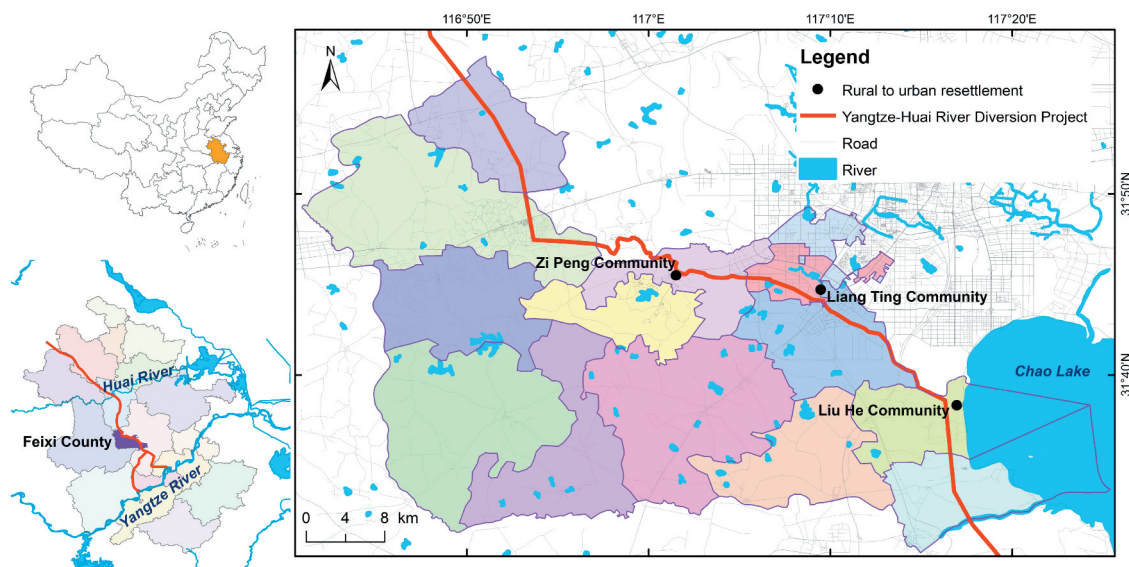 116°50'E
117°0'
117°10'E
117°20'E
N
Legend
Rural to urban resettlement
Yangtze-Huai River Diversion Project
Road
River
31°50'N
Zi Peng Community
Liang Ting Community
Chao Lake
31°40'N
Liu He Community
0 4 8 km
Huai River
Feixi County
Yangtze River